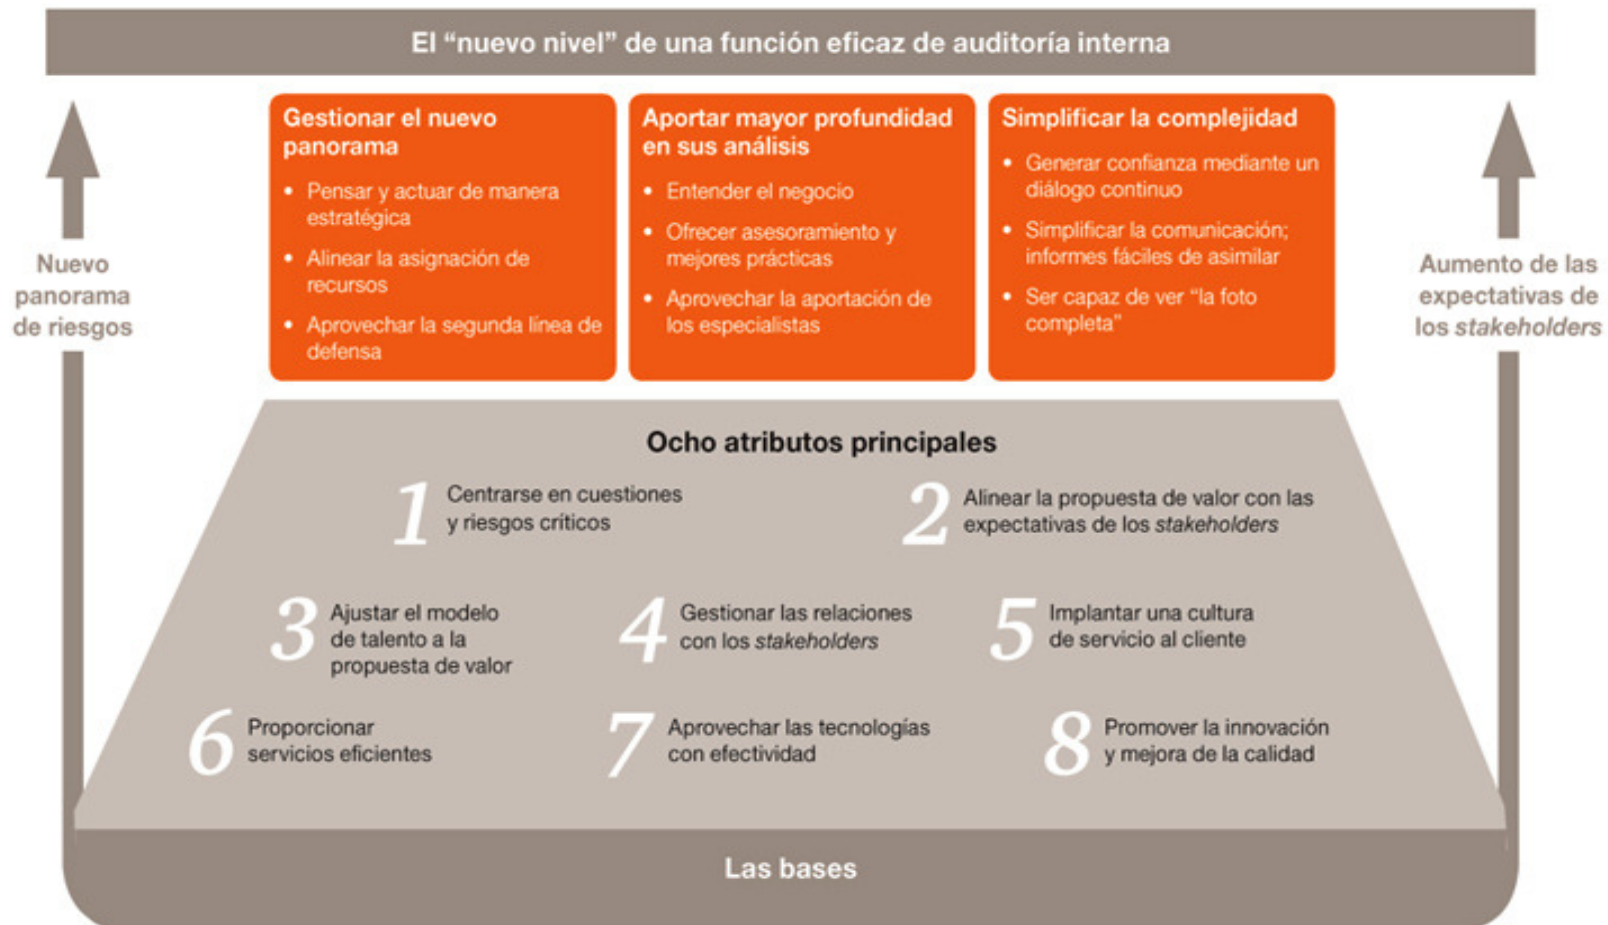 El “nuevo nivel” de una función eficaz de auditoría interna
Gestionar el nuevo
panorama
• Pensar y actuar de manera
estratégica
• Alinear la asignación de
recursos
• Aprovechar la segunda línea de
defensa
Aportar mayor profundidad
en sus análisis
• Entender el negocio
• Ofrecer asesoramiento y
mejores prácticas
• Aprovechar la aportación de
los especialistas
Simplificar la complejidad
• Generar confianza mediante un
diálogo continuo
• Simplificar la comunicación;
informes fáciles de asimilar
• Ser capaz de ver “la foto
completa”
Nuevo
panorama
de riesgos
Aumento de las
expectativas de
los stakeholders
Ocho atributos principales
1 Centrarse en cuestiones
y riesgos críticos
2 Alinear la propuesta de valor con las
expectativas de los stakeholders
3 Ajustar el modelo
de talento a la
propuesta de valor
4 Gestionar las relaciones
con los stakeholders
5 Implantar una cultura
de servicio al cliente
6 Proporcionar
servicios eficientes
7 Aprovechar las tecnologías
con efectividad
8 Promover la innovación
y mejora de la calidad
Las bases